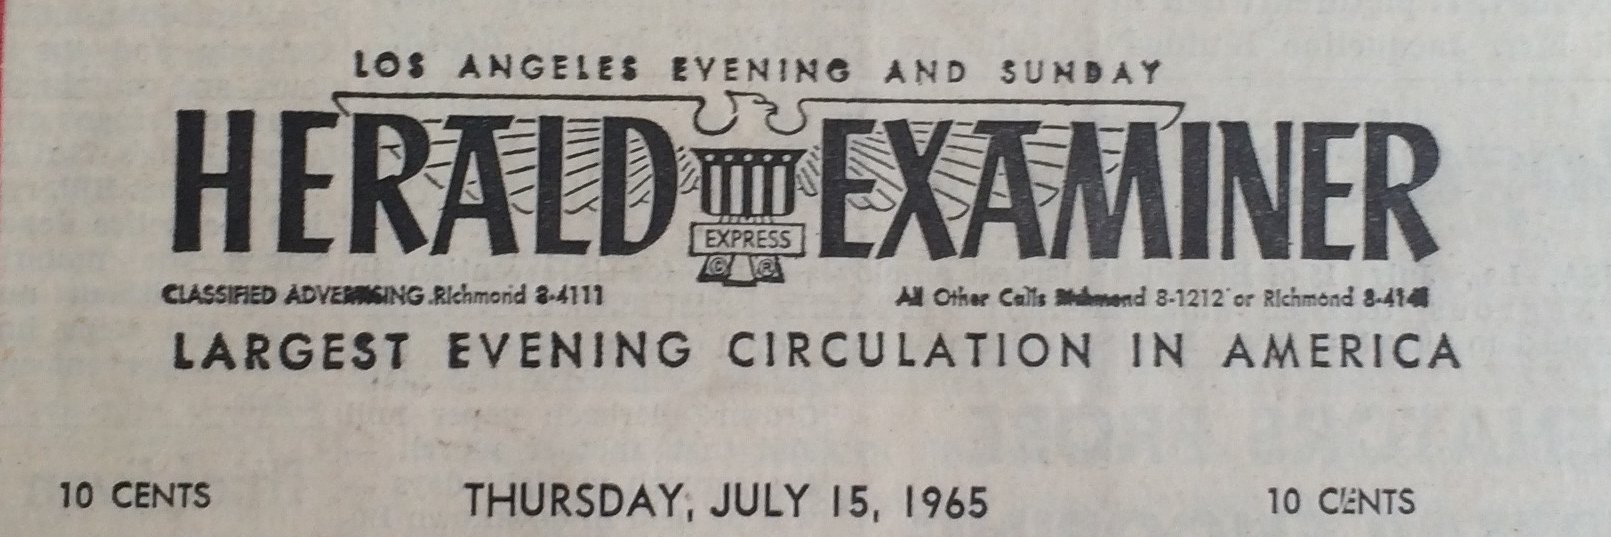 LOS ANGELES EVENING AND SUNDAY
HERALD EXAMINER
EXPRESS
C R
CLASSIFIED ADVERTISING Richmond 8-4111 All Other Calls Richmond 8-1212 or Richmond 8-4141
LARGEST EVENING CIRCULATION IN AMERICA
10 CENTS THURSDAY, JULY 15, 1965 10 CENTS